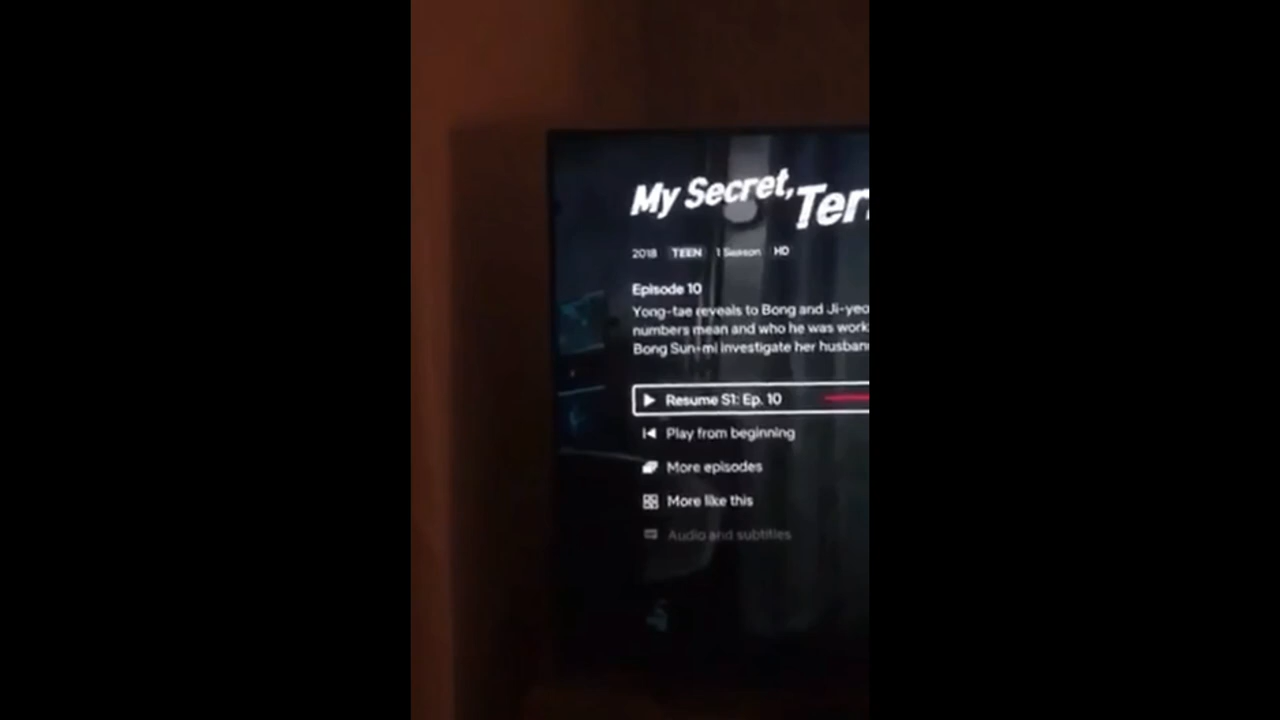 My Secret, Ter
2018 TEEN 1 Season HD
Episode 10
Yong-tae reveals to Bong and Ji-yeo
numbers mean and who he was work
Bong Sun-mi investigate her husban
Resume S1: Ep. 10
Play from beginning
More episodes
More like this
Audio and subtitles